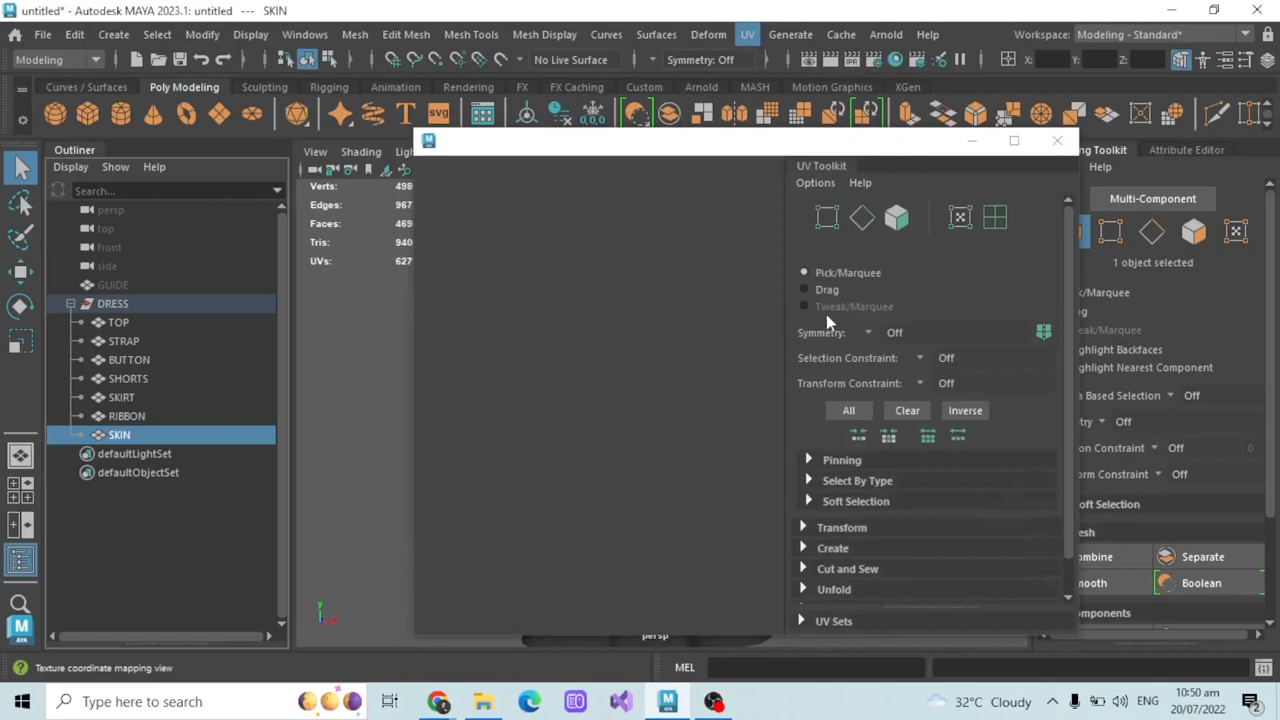 untitled* - Autodesk MAYA 2023.1: untitled --- SKIN
File Edit Create Select Modify Display Windows Mesh Edit Mesh Mesh Tools Mesh Display Curves Surfaces Deform UV Generate Cache Arnold Help Workspace: Modeling - Standard*
Modeling No Live Surface Symmetry: Off X: Y: Z:
Curves / Surfaces Poly Modeling Sculpting Rigging Animation Rendering FX FX Caching Custom Arnold MASH Motion Graphics XGen
svg IPR 0,0,0
Outliner View Shading UV Toolkit Attribute Editor
Display Show Help Options Help Help
Search...
Multi-Component
persp
top
front
side
GUIDE
DRESS
TOP
STRAP
BUTTON
SHORTS
SKIRT
RIBBON
SKIN
defaultLightSet
defaultObjectSet
Verts: 498
Edges: 967
Faces: 469
Tris: 940
UVs: 627
Pick/Marquee
Drag
Tweak/Marquee
Symmetry: Off
Selection Constraint: Off
Transform Constraint: Off
All Clear Inverse
Pinning
Select By Type
Soft Selection
Transform
Create
Cut and Sew
Unfold
UV Sets
1 object selected
Soft Selection
Separate
Boolean
persp
y
AYA
Texture coordinate mapping view
MEL
Type here to search
32°C Cloudy
ENG
10:50 am
20/07/2022
2